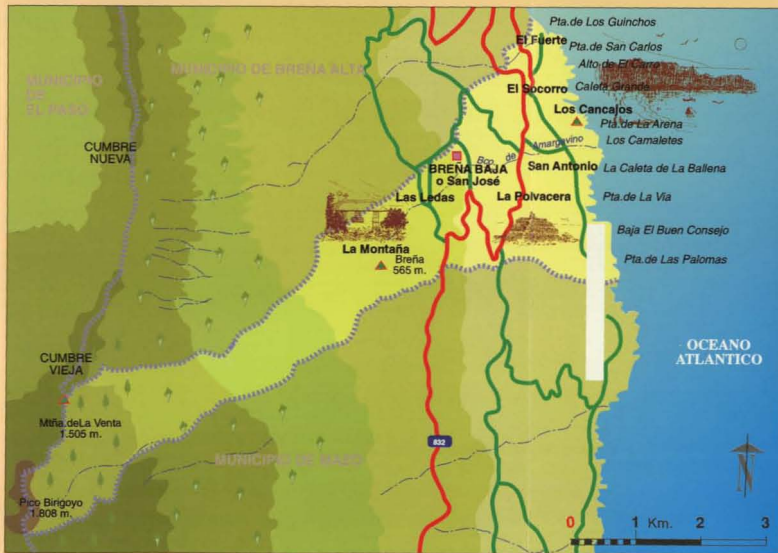 Pta.de Los Guinchos
El Fuerte
Pta.de San Carlos
Alto de El Carro
MUNICIPIO DE BREÑA ALTA
MUNICIPIO
DE
EL PASO
El Socorro
Caleta Grande
Los Cancajos
Pta.de La Arena
Bco. de Amargavino
Los Camaletes
CUMBRE
NUEVA
BREÑA BAJA
o San José
San Antonio
La Caleta de La Ballena
Las Ledas
La Polvacera
Pta.de La Via
Baja El Buen Consejo
La Montaña
Breña
565 m.
Pta.de Las Palomas
OCEANO
ATLANTICO
CUMBRE
VIEJA
Mtña.deLa Venta
1.505 m.
832
MUNICIPIO DE MAZO
Pico Birigoyo
1.808 m.
0 1 Km. 2 3